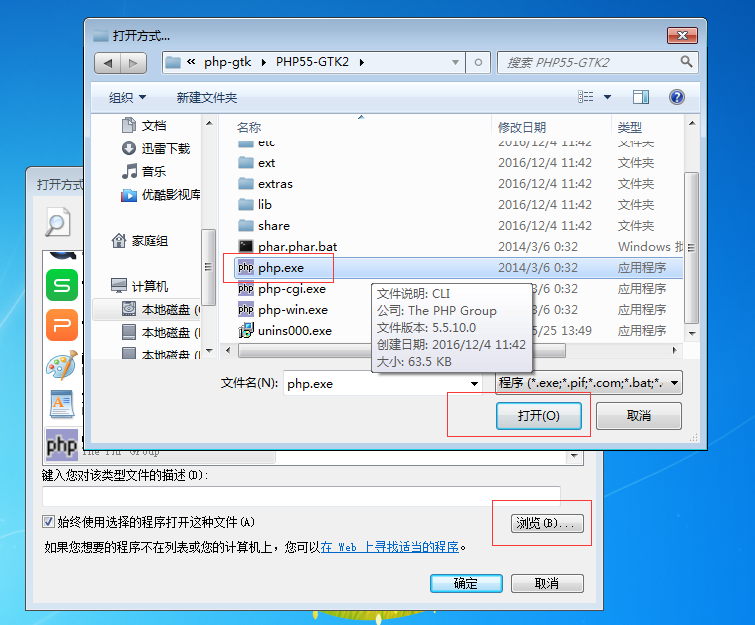 打开方式...
« php-gtk PHP55-GTK2
搜索 PHP55-GTK2
组织 新建文件夹
名称 修改日期 类型
文档
迅雷下载
音乐
优酷影视库
家庭组
计算机
本地磁盘 (
本地磁盘 (
本地磁盘 (
etc 2016/12/4 11:42 文件夹
ext 2016/12/4 11:42 文件夹
extras 2016/12/4 11:42 文件夹
lib 2016/12/4 11:42 文件夹
share 2016/12/4 11:42 文件夹
phar.phar.bat 2014/3/6 0:32 Windows 批
php php.exe 2014/3/6 0:32 应用程序
php php-cgi.exe 2014/3/6 0:32 应用程序
php php-win.exe 应用程序
unins000.exe 5/25 13:49 应用程序
文件说明: CLI
公司: The PHP Group
文件版本: 5.5.10.0
创建日期: 2016/12/4 11:42
大小: 63.5 KB
文件名(N): php.exe
程序 (*.exe;*.pif;*.com;*.bat;*.
打开(O) 取消
打开方式
S
P
php
The PHP Group
键入您对该类型文件的描述(D):
始终使用选择的程序打开这种文件(A)
浏览(B)...
如果您想要的程序不在列表或您的计算机上，您可以在 Web 上寻找适当的程序。
确定 取消